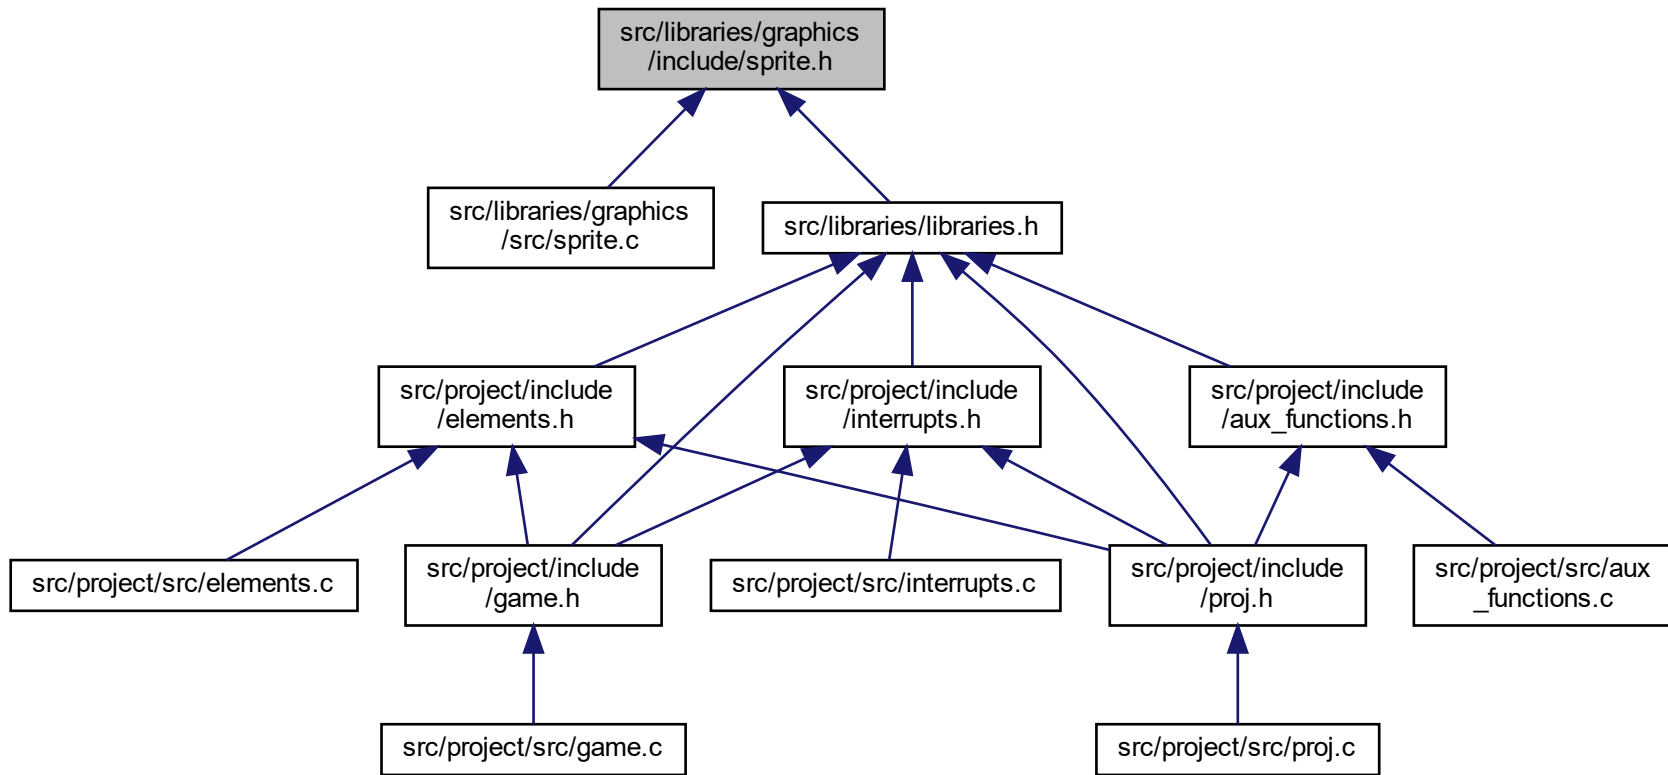 src/libraries/graphics
/include/sprite.h
src/libraries/graphics
/src/sprite.c
src/libraries/libraries.h
src/project/include
/elements.h
src/project/include
/interrupts.h
src/project/include
/aux_functions.h
src/project/src/elements.c
src/project/include
/game.h
src/project/src/interrupts.c
src/project/include
/proj.h
src/project/src/aux
_functions.c
src/project/src/game.c
src/project/src/proj.c